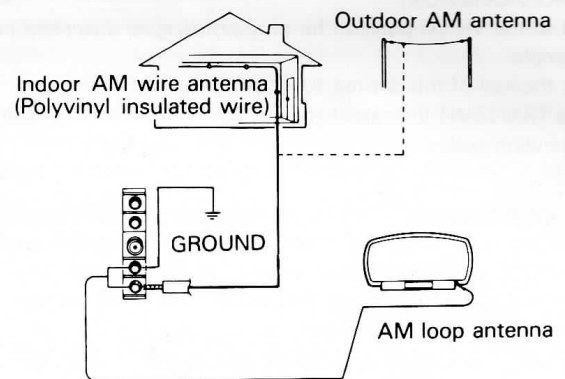 Outdoor AM antenna
Indoor AM wire antenna
(Polyvinyl insulated wire)
GROUND
AM loop antenna